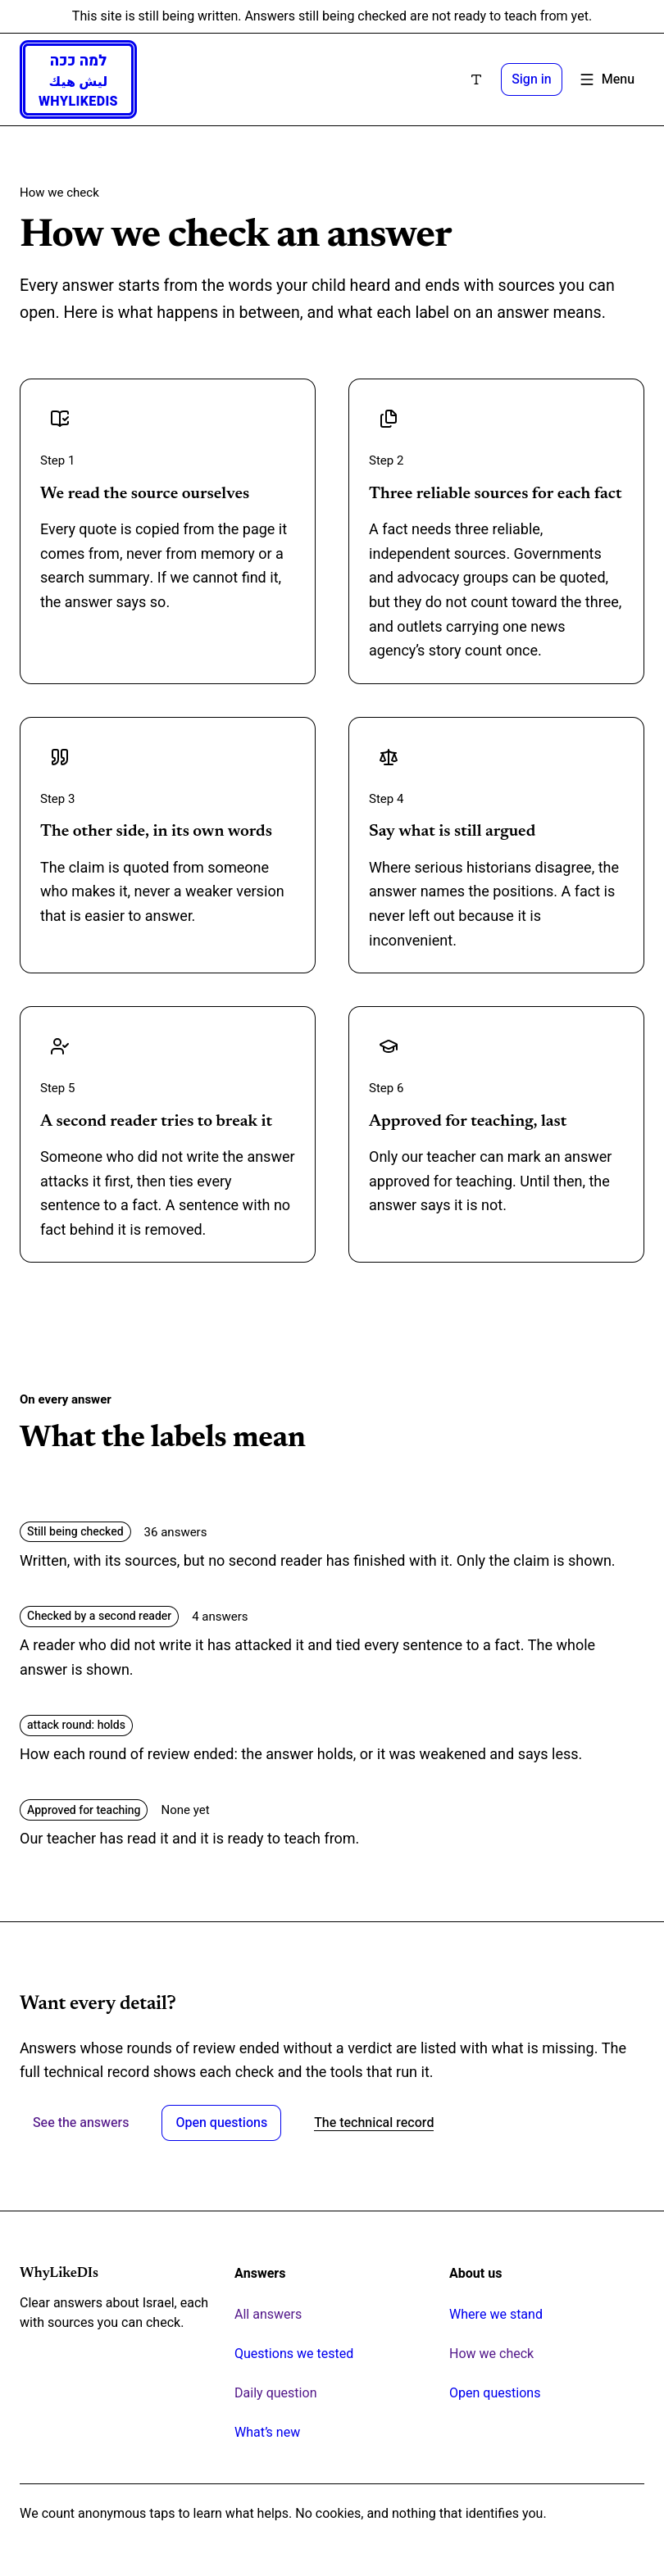 This site is still being written. Answers still being checked are not ready to teach from yet.
למה ככה
ليش هيك
WHYLIKEDIS
T
Sign in
Menu
How we check
How we check an answer
Every answer starts from the words your child heard and ends with sources you can
open. Here is what happens in between, and what each label on an answer means.
Step 1
We read the source ourselves
Every quote is copied from the page it
comes from, never from memory or a
search summary. If we cannot find it,
the answer says so.
Step 2
Three reliable sources for each fact
A fact needs three reliable,
independent sources. Governments
and advocacy groups can be quoted,
but they do not count toward the three,
and outlets carrying one news
agency’s story count once.
Step 3
The other side, in its own words
The claim is quoted from someone
who makes it, never a weaker version
that is easier to answer.
Step 4
Say what is still argued
Where serious historians disagree, the
answer names the positions. A fact is
never left out because it is
inconvenient.
Step 5
A second reader tries to break it
Someone who did not write the answer
attacks it first, then ties every
sentence to a fact. A sentence with no
fact behind it is removed.
Step 6
Approved for teaching, last
Only our teacher can mark an answer
approved for teaching. Until then, the
answer says it is not.
On every answer
What the labels mean
Still being checked 36 answers
Written, with its sources, but no second reader has finished with it. Only the claim is shown.
Checked by a second reader 4 answers
A reader who did not write it has attacked it and tied every sentence to a fact. The whole
answer is shown.
attack round: holds
How each round of review ended: the answer holds, or it was weakened and says less.
Approved for teaching None yet
Our teacher has read it and it is ready to teach from.
Want every detail?
Answers whose rounds of review ended without a verdict are listed with what is missing. The
full technical record shows each check and the tools that run it.
See the answers
Open questions
The technical record
WhyLikeDIs
Clear answers about Israel, each
with sources you can check.
Answers
All answers
Questions we tested
Daily question
What’s new
About us
Where we stand
How we check
Open questions
We count anonymous taps to learn what helps. No cookies, and nothing that identifies you.